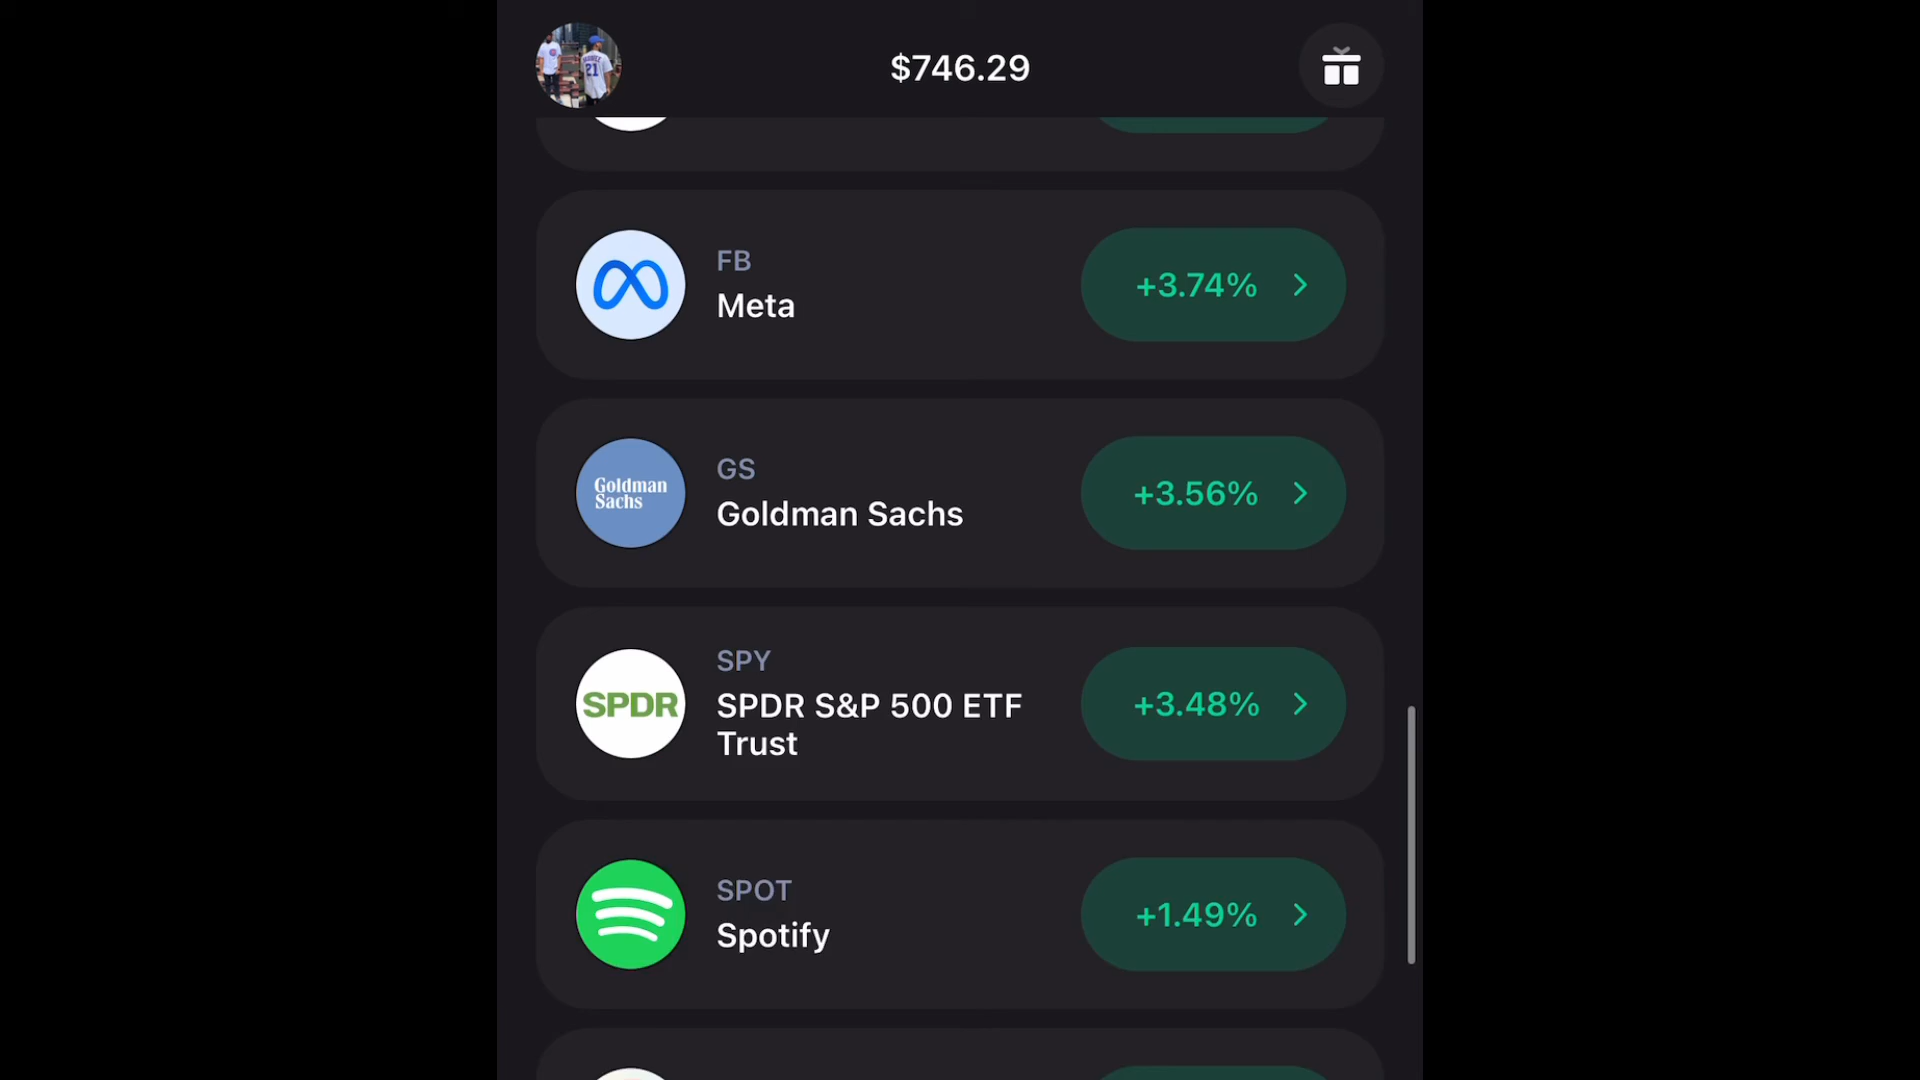 $746.29
21
FB
Meta
+3.74%
Goldman
Sachs
GS
Goldman Sachs
+3.56%
SPDR
SPY
SPDR S&P 500 ETF
Trust
+3.48%
SPOT
Spotify
+1.49%